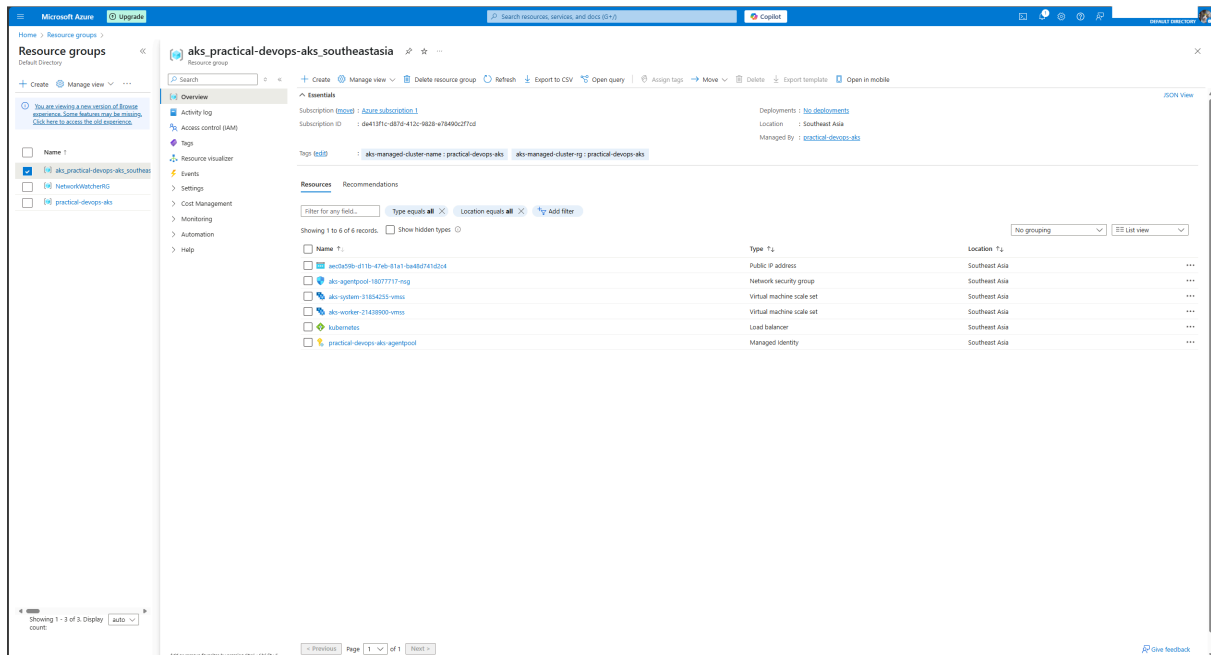 Microsoft Azure
Upgrade
Search resources, services, and docs (G+/)
Copilot
DEFAULT DIRECTORY
Home > Resource groups >
Resource groups
Default Directory
+ Create Manage view ...
You are viewing a new version of Browse
experience. Some features may be missing.
Click here to access the old experience.
Name ↑
aks_practical-devops-aks_southeas
NetworkWatcherRG
practical-devops-aks
Showing 1 - 3 of 3. Display
count:
auto
aks_practical-devops-aks_southeastasia
Resource group
Search
Overview
Activity log
Access control (IAM)
Tags
Resource visualizer
Events
Settings
Cost Management
Monitoring
Automation
Help
+ Create Manage view Delete resource group Refresh Export to CSV Open query Assign tags Move Delete Export template Open in mobile
Essentials
JSON View
Subscription (move) : Azure subscription 1
Subscription ID : de413f1c-d87d-412c-9828-e78490c2f7cd
Deployments : No deployments
Location : Southeast Asia
Managed By : practical-devops-aks
Tags (edit) : aks-managed-cluster-name : practical-devops-aks aks-managed-cluster-rg : practical-devops-aks
Resources Recommendations
Filter for any field... Type equals all Location equals all Add filter
Showing 1 to 6 of 6 records. Show hidden types
No grouping List view
Name ↑↓ Type ↑↓ Location ↑↓
aec0a59b-d11b-47eb-81a1-ba48d741d2c4 Public IP address Southeast Asia
aks-agentpool-18077717-nsg Network security group Southeast Asia
aks-system-31854255-vmss Virtual machine scale set Southeast Asia
aks-worker-21438900-vmss Virtual machine scale set Southeast Asia
kubernetes Load balancer Southeast Asia
practical-devops-aks-agentpool Managed Identity Southeast Asia
< Previous Page 1 of 1 Next >
Give feedback